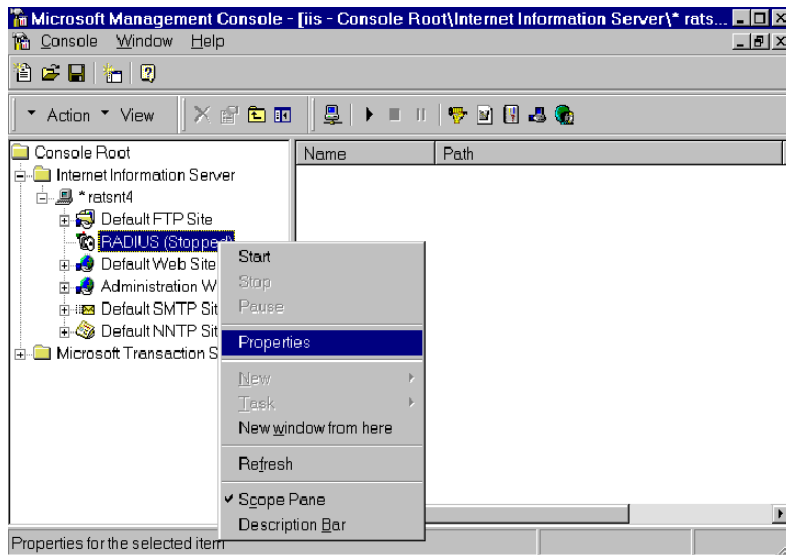 Microsoft Management Console - [iis - Console Root\Internet Information Server\* rats...
Console Window Help
Action View
Console Root
Internet Information Server
* ratsnt4
Default FTP Site
RADIUS (Stopped)
Default Web Site
Administration W
Default SMTP Sit
Default NNTP Sit
Microsoft Transaction S
Name Path
Start
Stop
Pause
Properties
New
Task
New window from here
Refresh
Scope Pane
Description Bar
Properties for the selected item